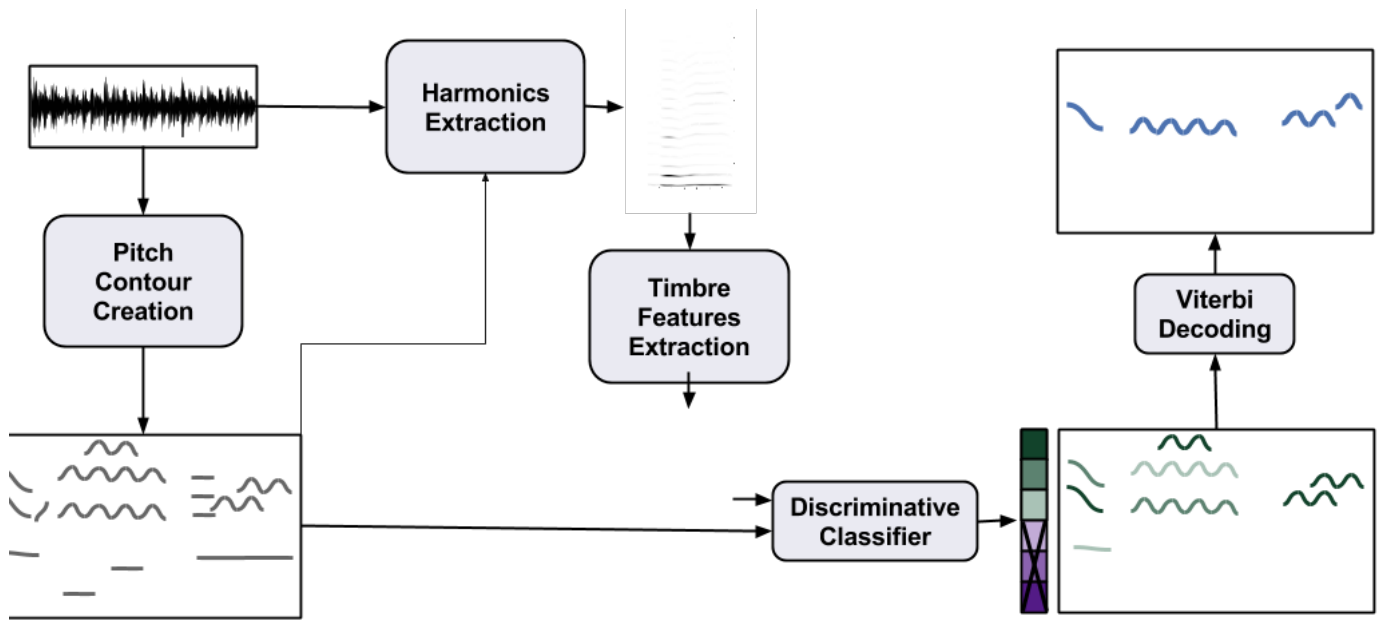 Harmonics
Extraction
Pitch
Contour
Creation
Timbre
Features
Extraction
Viterbi
Decoding
Discriminative
Classifier